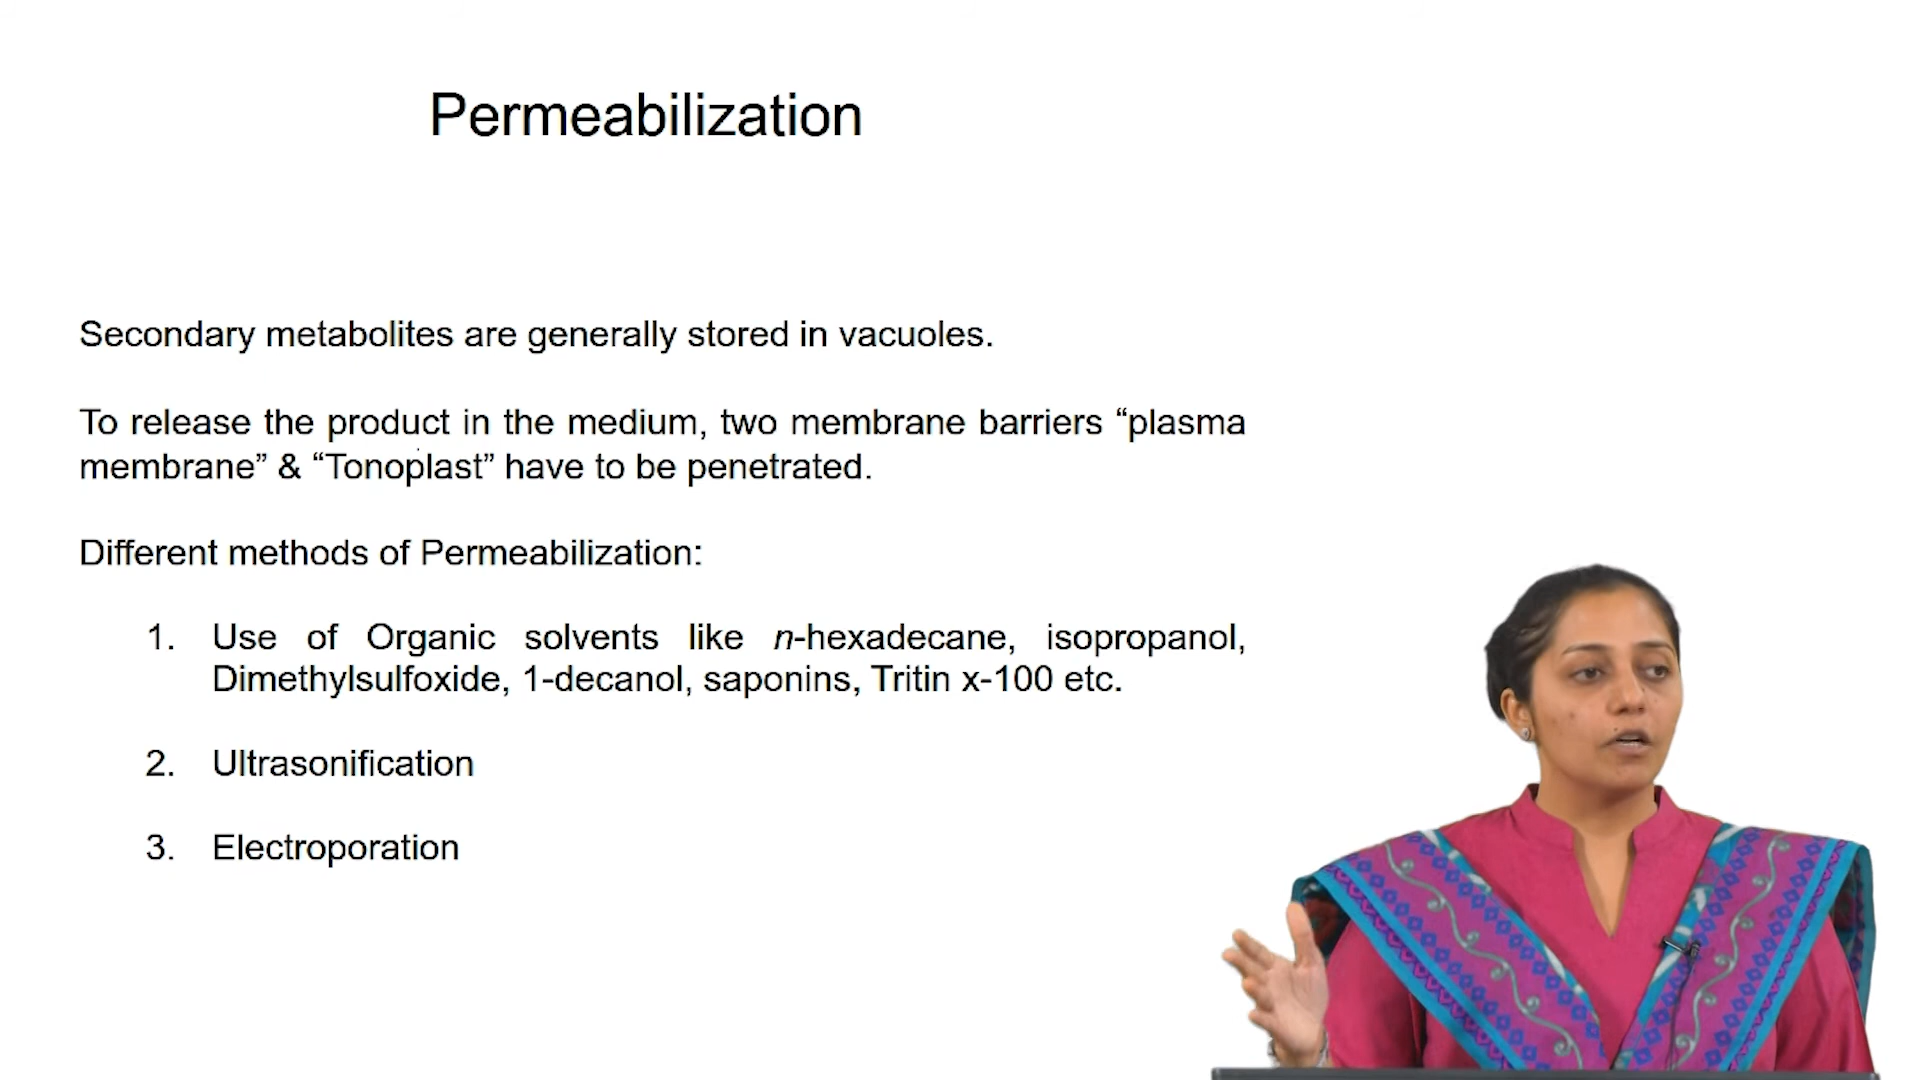 Permeabilization
Secondary metabolites are generally stored in vacuoles.
To release the product in the medium, two membrane barriers “plasma
membrane” & “Tonoplast” have to be penetrated.
Different methods of Permeabilization:
1. Use of Organic solvents like n-hexadecane, isopropanol,
Dimethylsulfoxide, 1-decanol, saponins, Tritin x-100 etc.
2. Ultrasonification
3. Electroporation